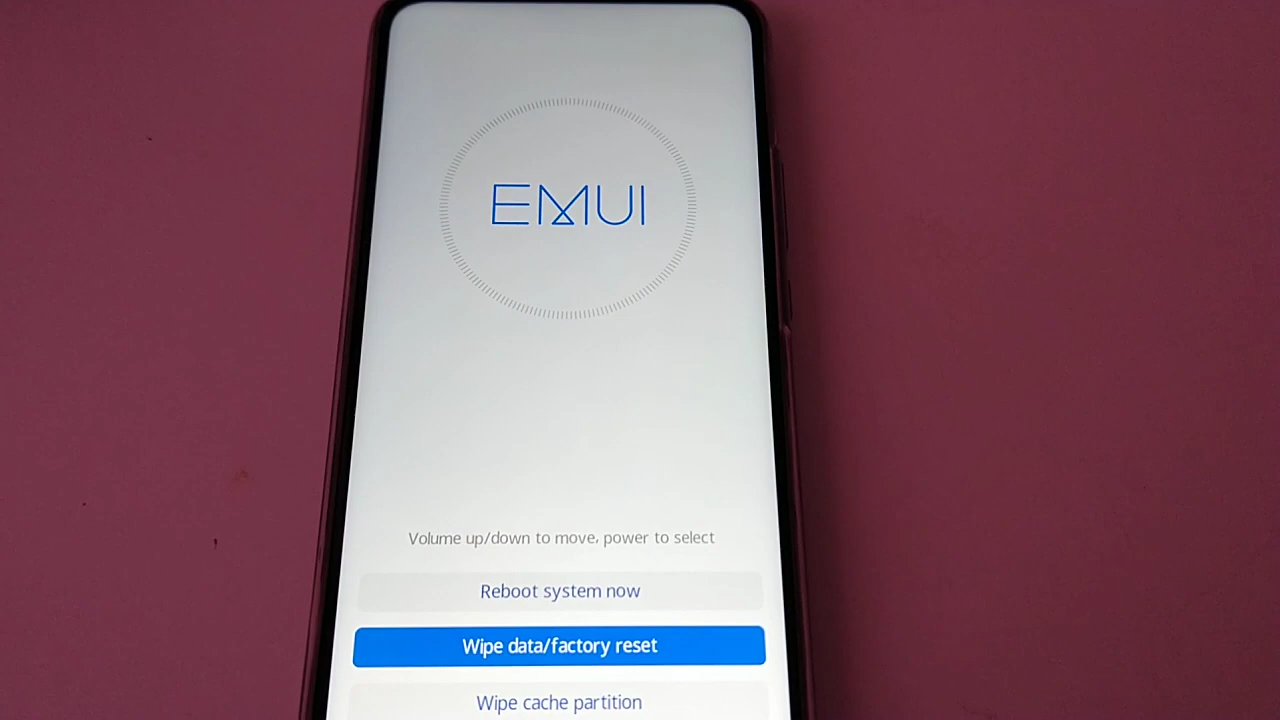 EMUI
Volume up/down to move, power to select
Reboot system now
Wipe data/factory reset
Wipe cache partition